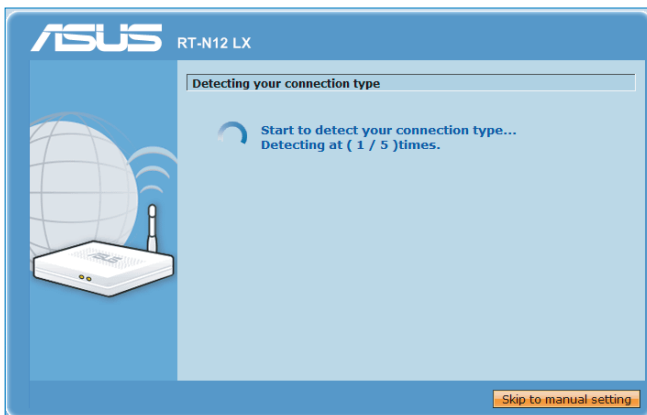 ASUS RT-N12 LX
Detecting your connection type
Start to detect your connection type...
Detecting at ( 1 / 5 )times.
ASUS
Skip to manual setting